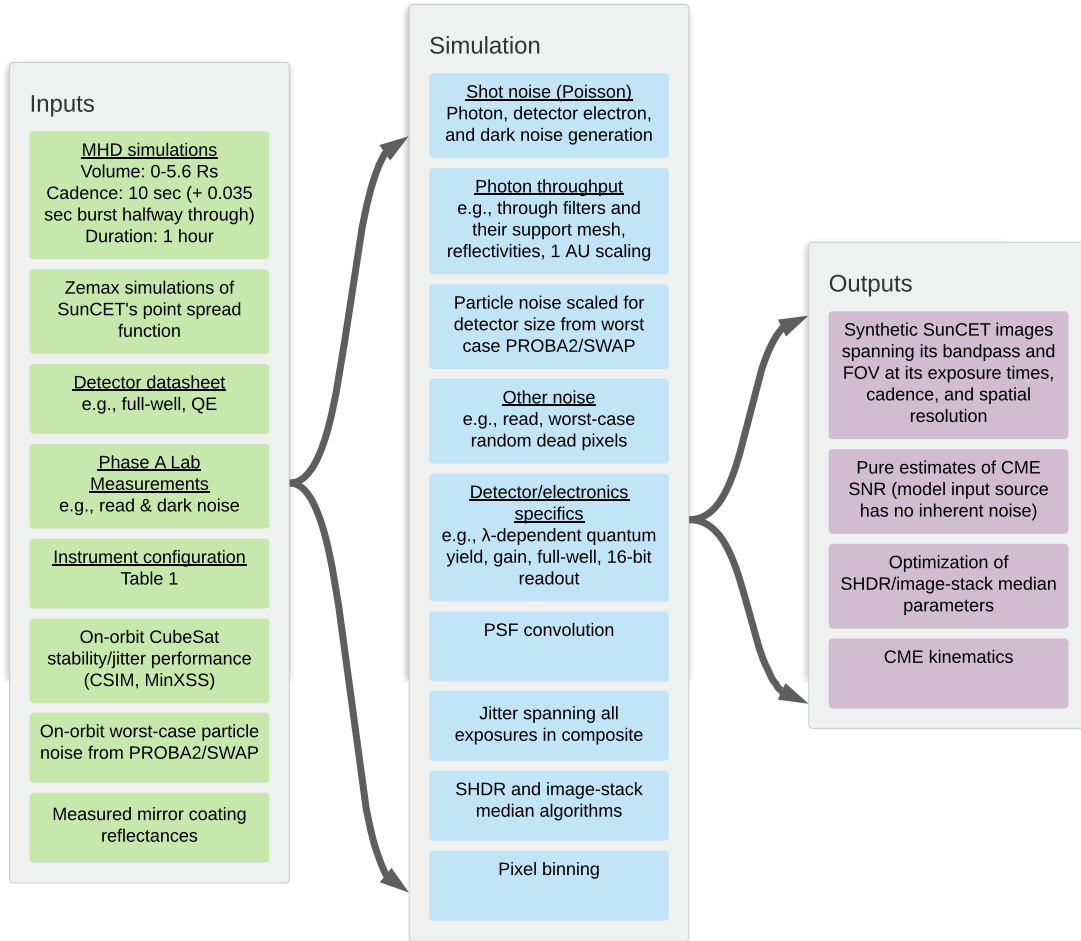 Inputs
MHD simulations
Volume: 0-5.6 Rs
Cadence: 10 sec (+ 0.035
sec burst halfway through)
Duration: 1 hour
Zemax simulations of
SunCET's point spread
function
Detector datasheet
e.g., full-well, QE
Phase A Lab
Measurements
e.g., read & dark noise
Instrument configuration
Table 1
On-orbit CubeSat
stability/jitter performance
(CSIM, MinXSS)
On-orbit worst-case particle
noise from PROBA2/SWAP
Measured mirror coating
reflectances
Simulation
Shot noise (Poisson)
Photon, detector electron,
and dark noise generation
Photon throughput
e.g., through filters and
their support mesh,
reflectivities, 1 AU scaling
Particle noise scaled for
detector size from worst
case PROBA2/SWAP
Other noise
e.g., read, worst-case
random dead pixels
Detector/electronics
specifics
e.g., λ-dependent quantum
yield, gain, full-well, 16-bit
readout
PSF convolution
Jitter spanning all
exposures in composite
SHDR and image-stack
median algorithms
Pixel binning
Outputs
Synthetic SunCET images
spanning its bandpass and
FOV at its exposure times,
cadence, and spatial
resolution
Pure estimates of CME
SNR (model input source
has no inherent noise)
Optimization of
SHDR/image-stack median
parameters
CME kinematics